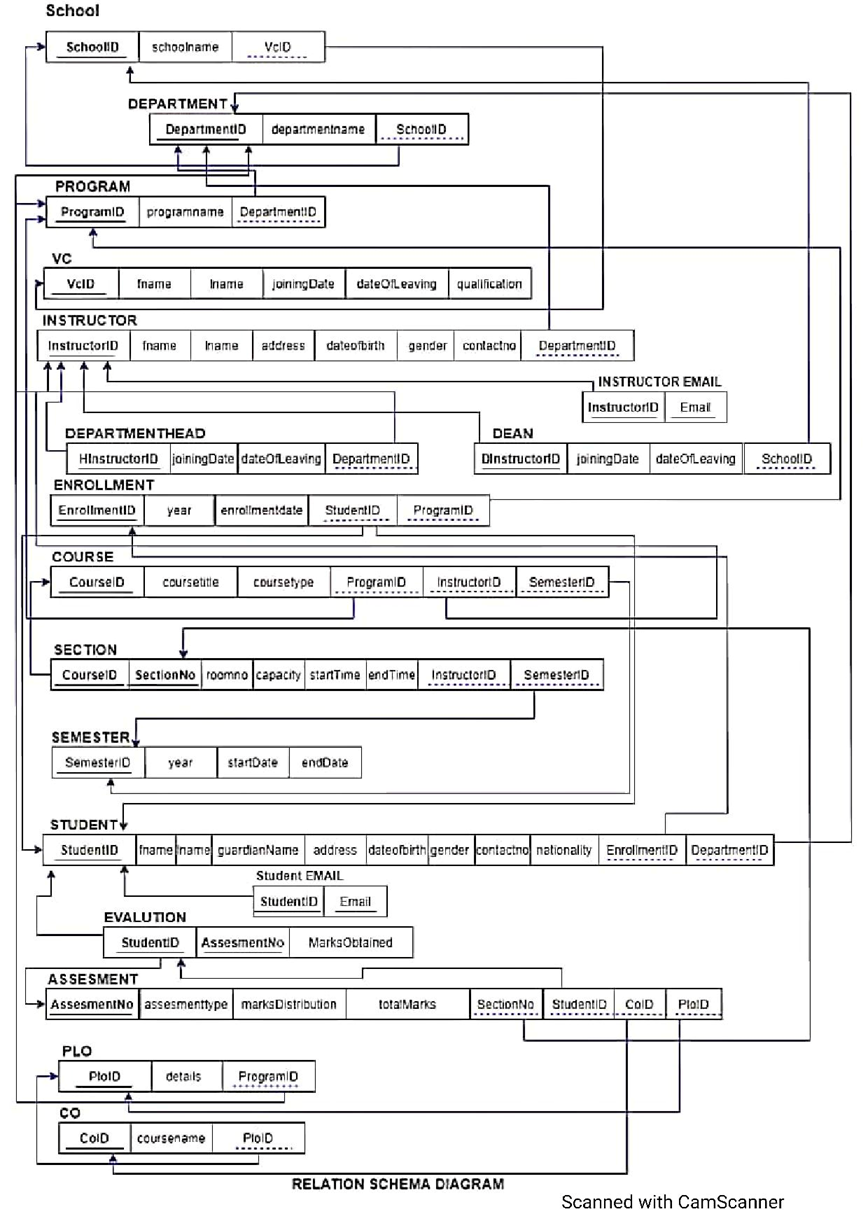 School
SchoolID schoolname VcID
DEPARTMENT
DepartmentID departmentname SchoolID
PROGRAM
ProgramID programname DepartmentID
VC
VcID fname lname joiningDate dateOfLeaving qualification
INSTRUCTOR
InstructorID fname lname address dateofbirth gender contactno DepartmentID
INSTRUCTOR EMAIL
InstructorID Email
DEPARTMENTHEAD
HInstructorID joiningDate dateOfLeaving DepartmentID
DEAN
DInstructorID joiningDate dateOfLeaving SchoolID
ENROLLMENT
EnrollmentID year enrollmentdate StudentID ProgramID
COURSE
CourseID coursetitle coursetype ProgramID InstructorID SemesterID
SECTION
CourseID SectionNo roomno capacity startTime endTime InstructorID SemesterID
SEMESTER
SemesterID year startDate endDate
STUDENT
StudentID fname lname guardianName address dateofbirth gender contactno nationality EnrollmentID DepartmentID
Student EMAIL
StudentID Email
EVALUTION
StudentID AssesmentNo MarksObtained
ASSESMENT
AssesmentNo assesmenttype marksDistribution totalMarks SectionNo StudentID CoID PloID
PLO
PloID details ProgramID
CO
CoID coursename PloID
RELATION SCHEMA DIAGRAM
Scanned with CamScanner